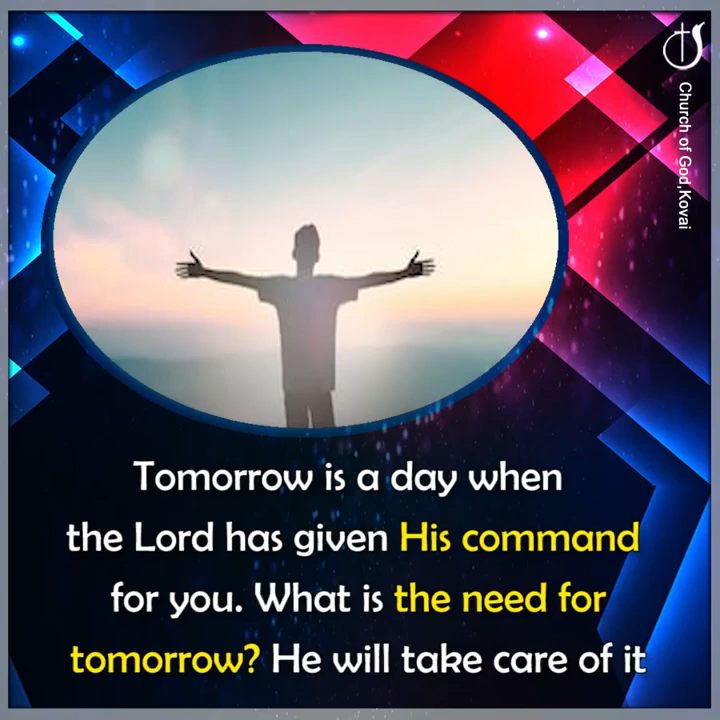 Church of God,Kovai
Tomorrow is a day when
the Lord has given His command
for you. What is the need for
tomorrow? He will take care of it